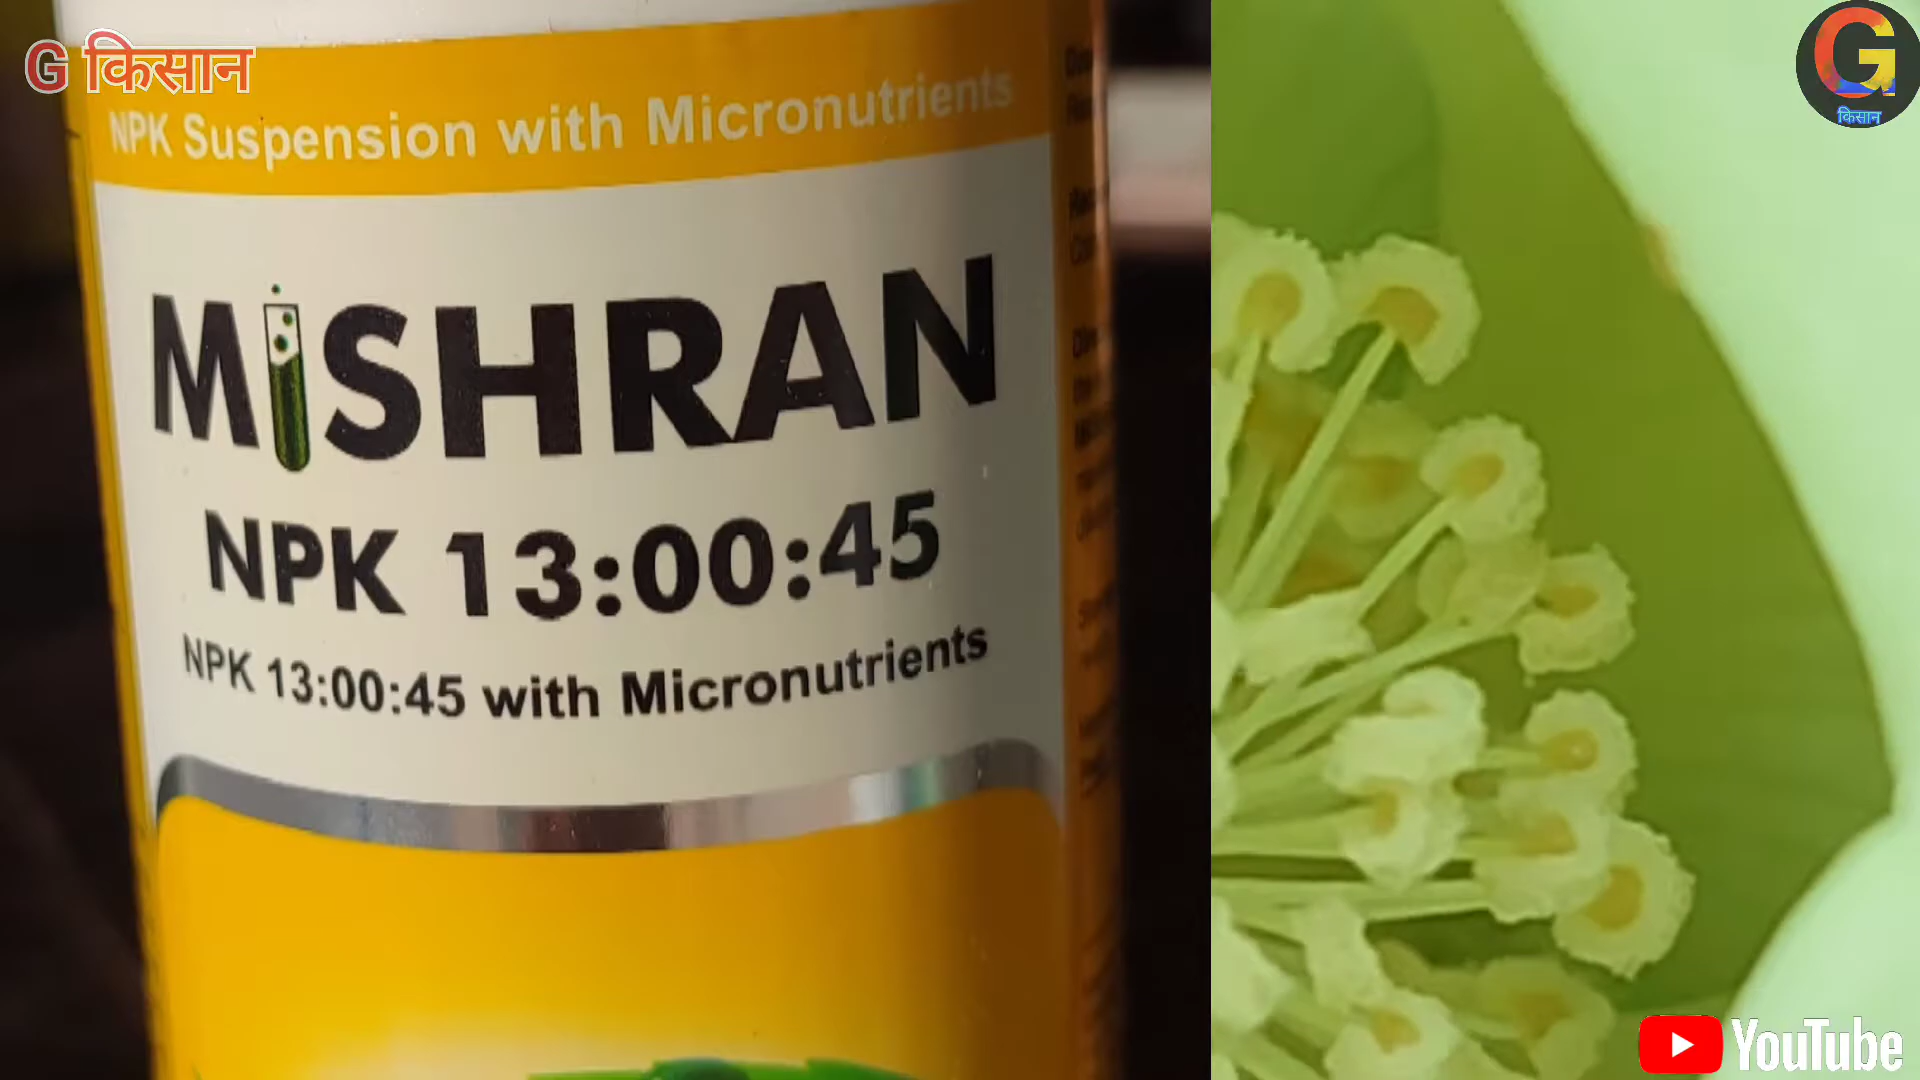 G किसान
NPK Suspension with Micronutrients
MiSHRAN
NPK 13:00:45
NPK 13:00:45 with Micronutrients
G
किसान
YouTube